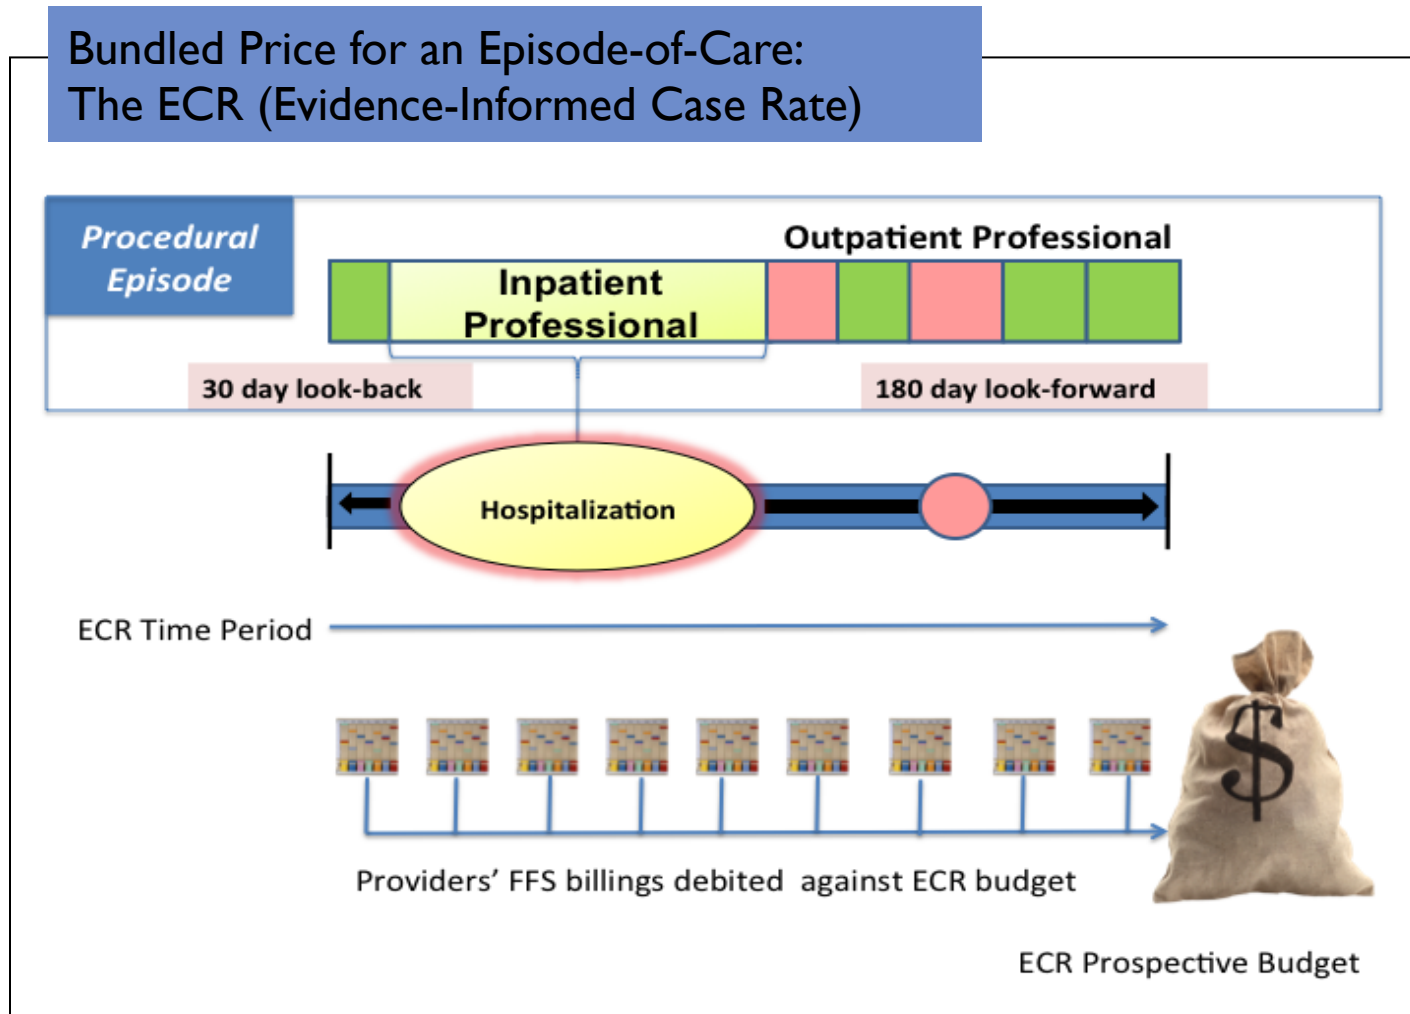 Bundled Price for an Episode-of-Care:
The ECR (Evidence-Informed Case Rate)
Procedural
Episode
Outpatient Professional
Inpatient
Professional
30 day look-back
180 day look-forward
Hospitalization
ECR Time Period
$
Providers’ FFS billings debited  against ECR budget
ECR Prospective Budget